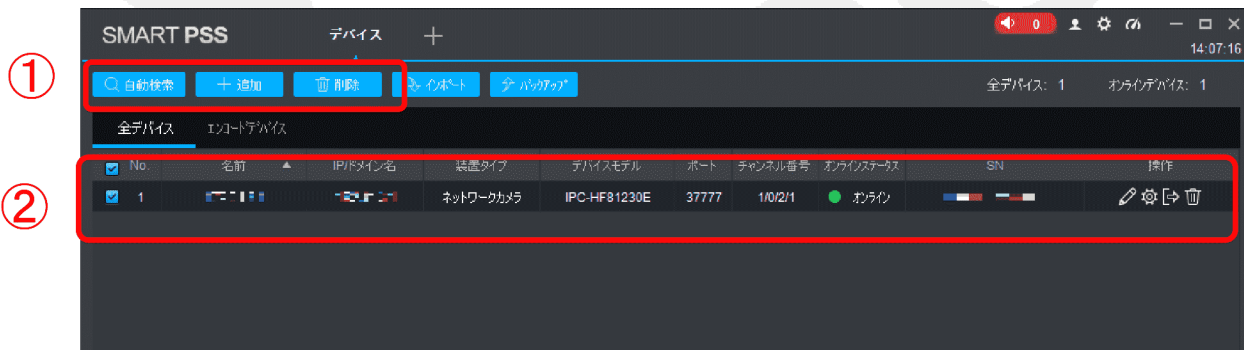 SMART PSS デバイス ＋ 0
14:07:16
①
自動検索 ＋ 追加 削除 インポート バックアップ 全デバイス: 1 オンラインデバイス: 1
全デバイス エンコードデバイス
No. 名前 ▲ IP/ドメイン名 装置タイプ デバイスモデル ポート チャンネル番号 オンラインステータス SN 操作
②
1 ネットワークカメラ IPC-HF81230E 37777 1/0/2/1 オンライン